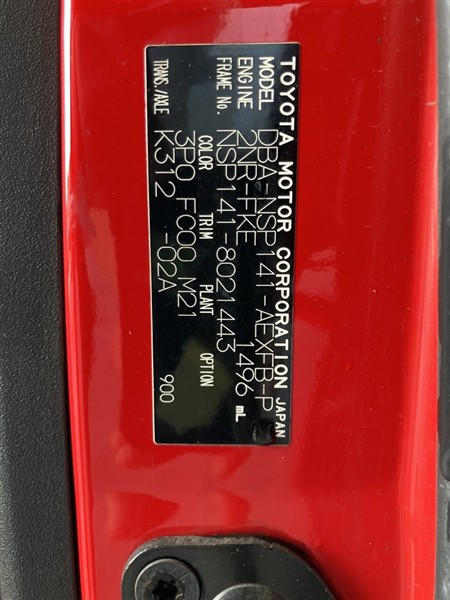 TOYOTA MOTOR CORPORATION JAPAN
MODEL DBA-NSP141-AEXFB-P
ENGINE 2NR-FKE 1496 mL
FRAME No. NSP141-8021443
COLOR TRIM PLANT OPTION
3P0 FC00 M21
TRANS./AXLE K312 -02A 900